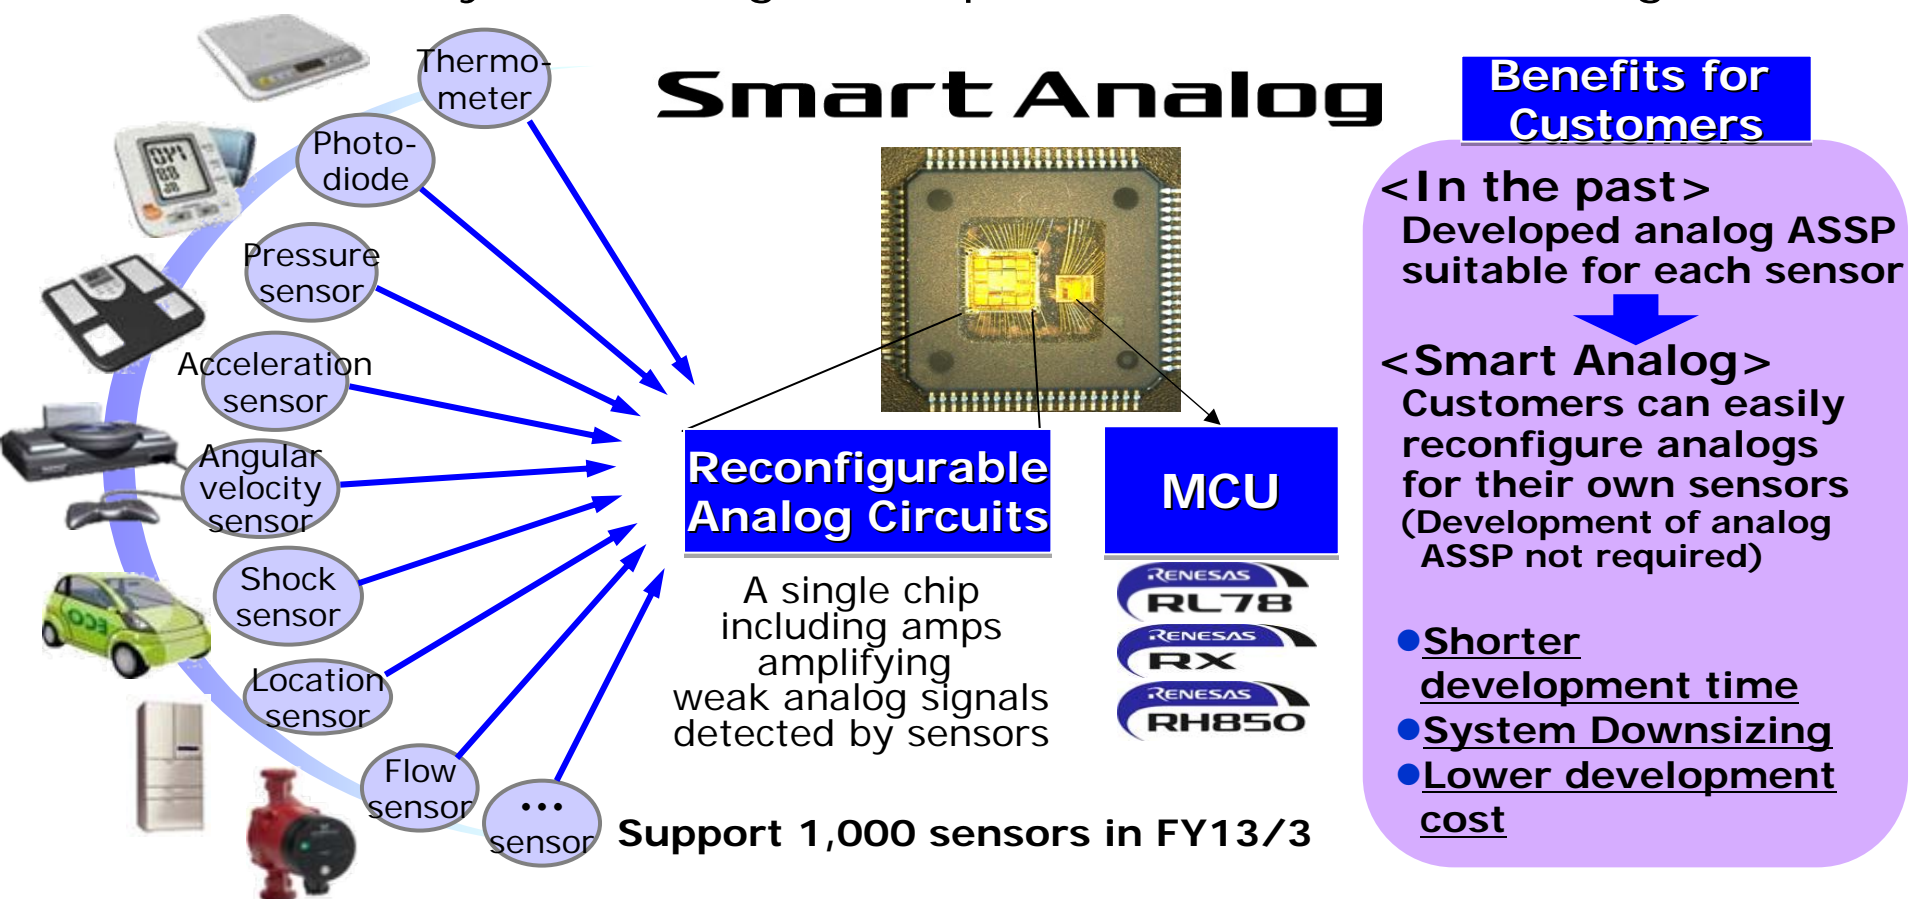 Smart Analog
Thermo-
meter
Photo-
diode
Pressure
sensor
Acceleration
sensor
Angular
velocity
sensor
Shock
sensor
Location
sensor
Flow
sensor
•••
sensor
ECO
Reconfigurable
Analog Circuits
MCU
A single chip
including amps
amplifying
weak analog signals
detected by sensors
RENESAS
RL78
RENESAS
RX
RENESAS
RH850
Support 1,000 sensors in FY13/3
Benefits for
Customers
<In the past>
Developed analog ASSP
suitable for each sensor
<Smart Analog>
Customers can easily
reconfigure analogs
for their own sensors
(Development of analog
ASSP not required)
●Shorter
development time
●System Downsizing
●Lower development
cost